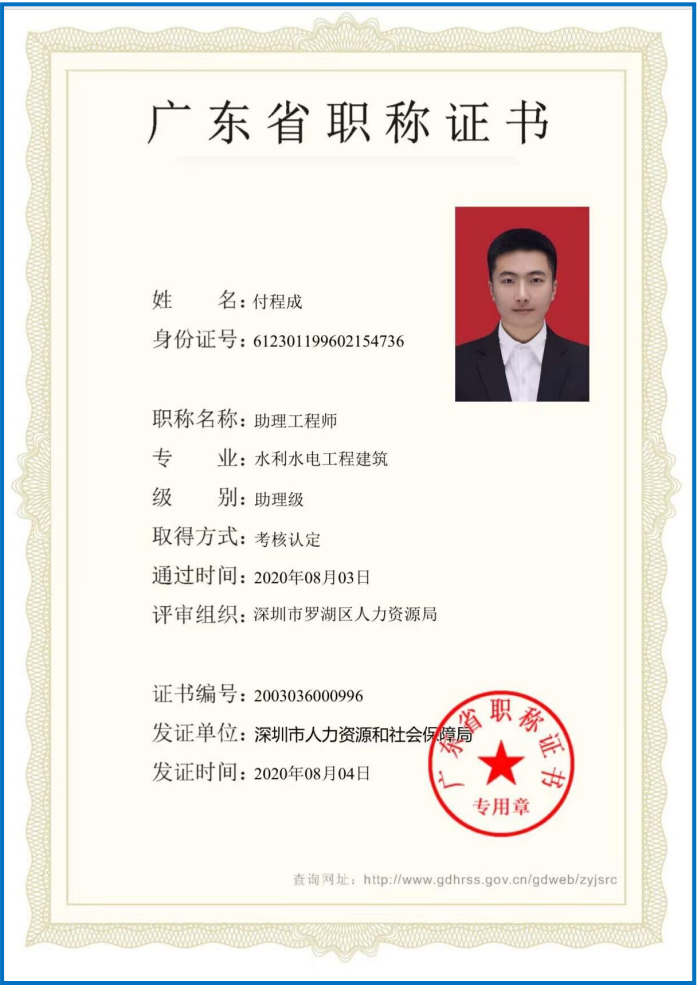 广东省职称证书
姓 名：付程成
身份证号：612301199602154736
职称名称：助理工程师
专 业：水利水电工程建筑
级 别：助理级
取得方式：考核认定
通过时间：2020年08月03日
评审组织：深圳市罗湖区人力资源局
证书编号：2003036000996
发证单位：深圳市人力资源和社会保障局
发证时间：2020年08月04日
广东省职称证书
专用章
查询网址：http://www.gdhrss.gov.cn/gdweb/zyjsrc